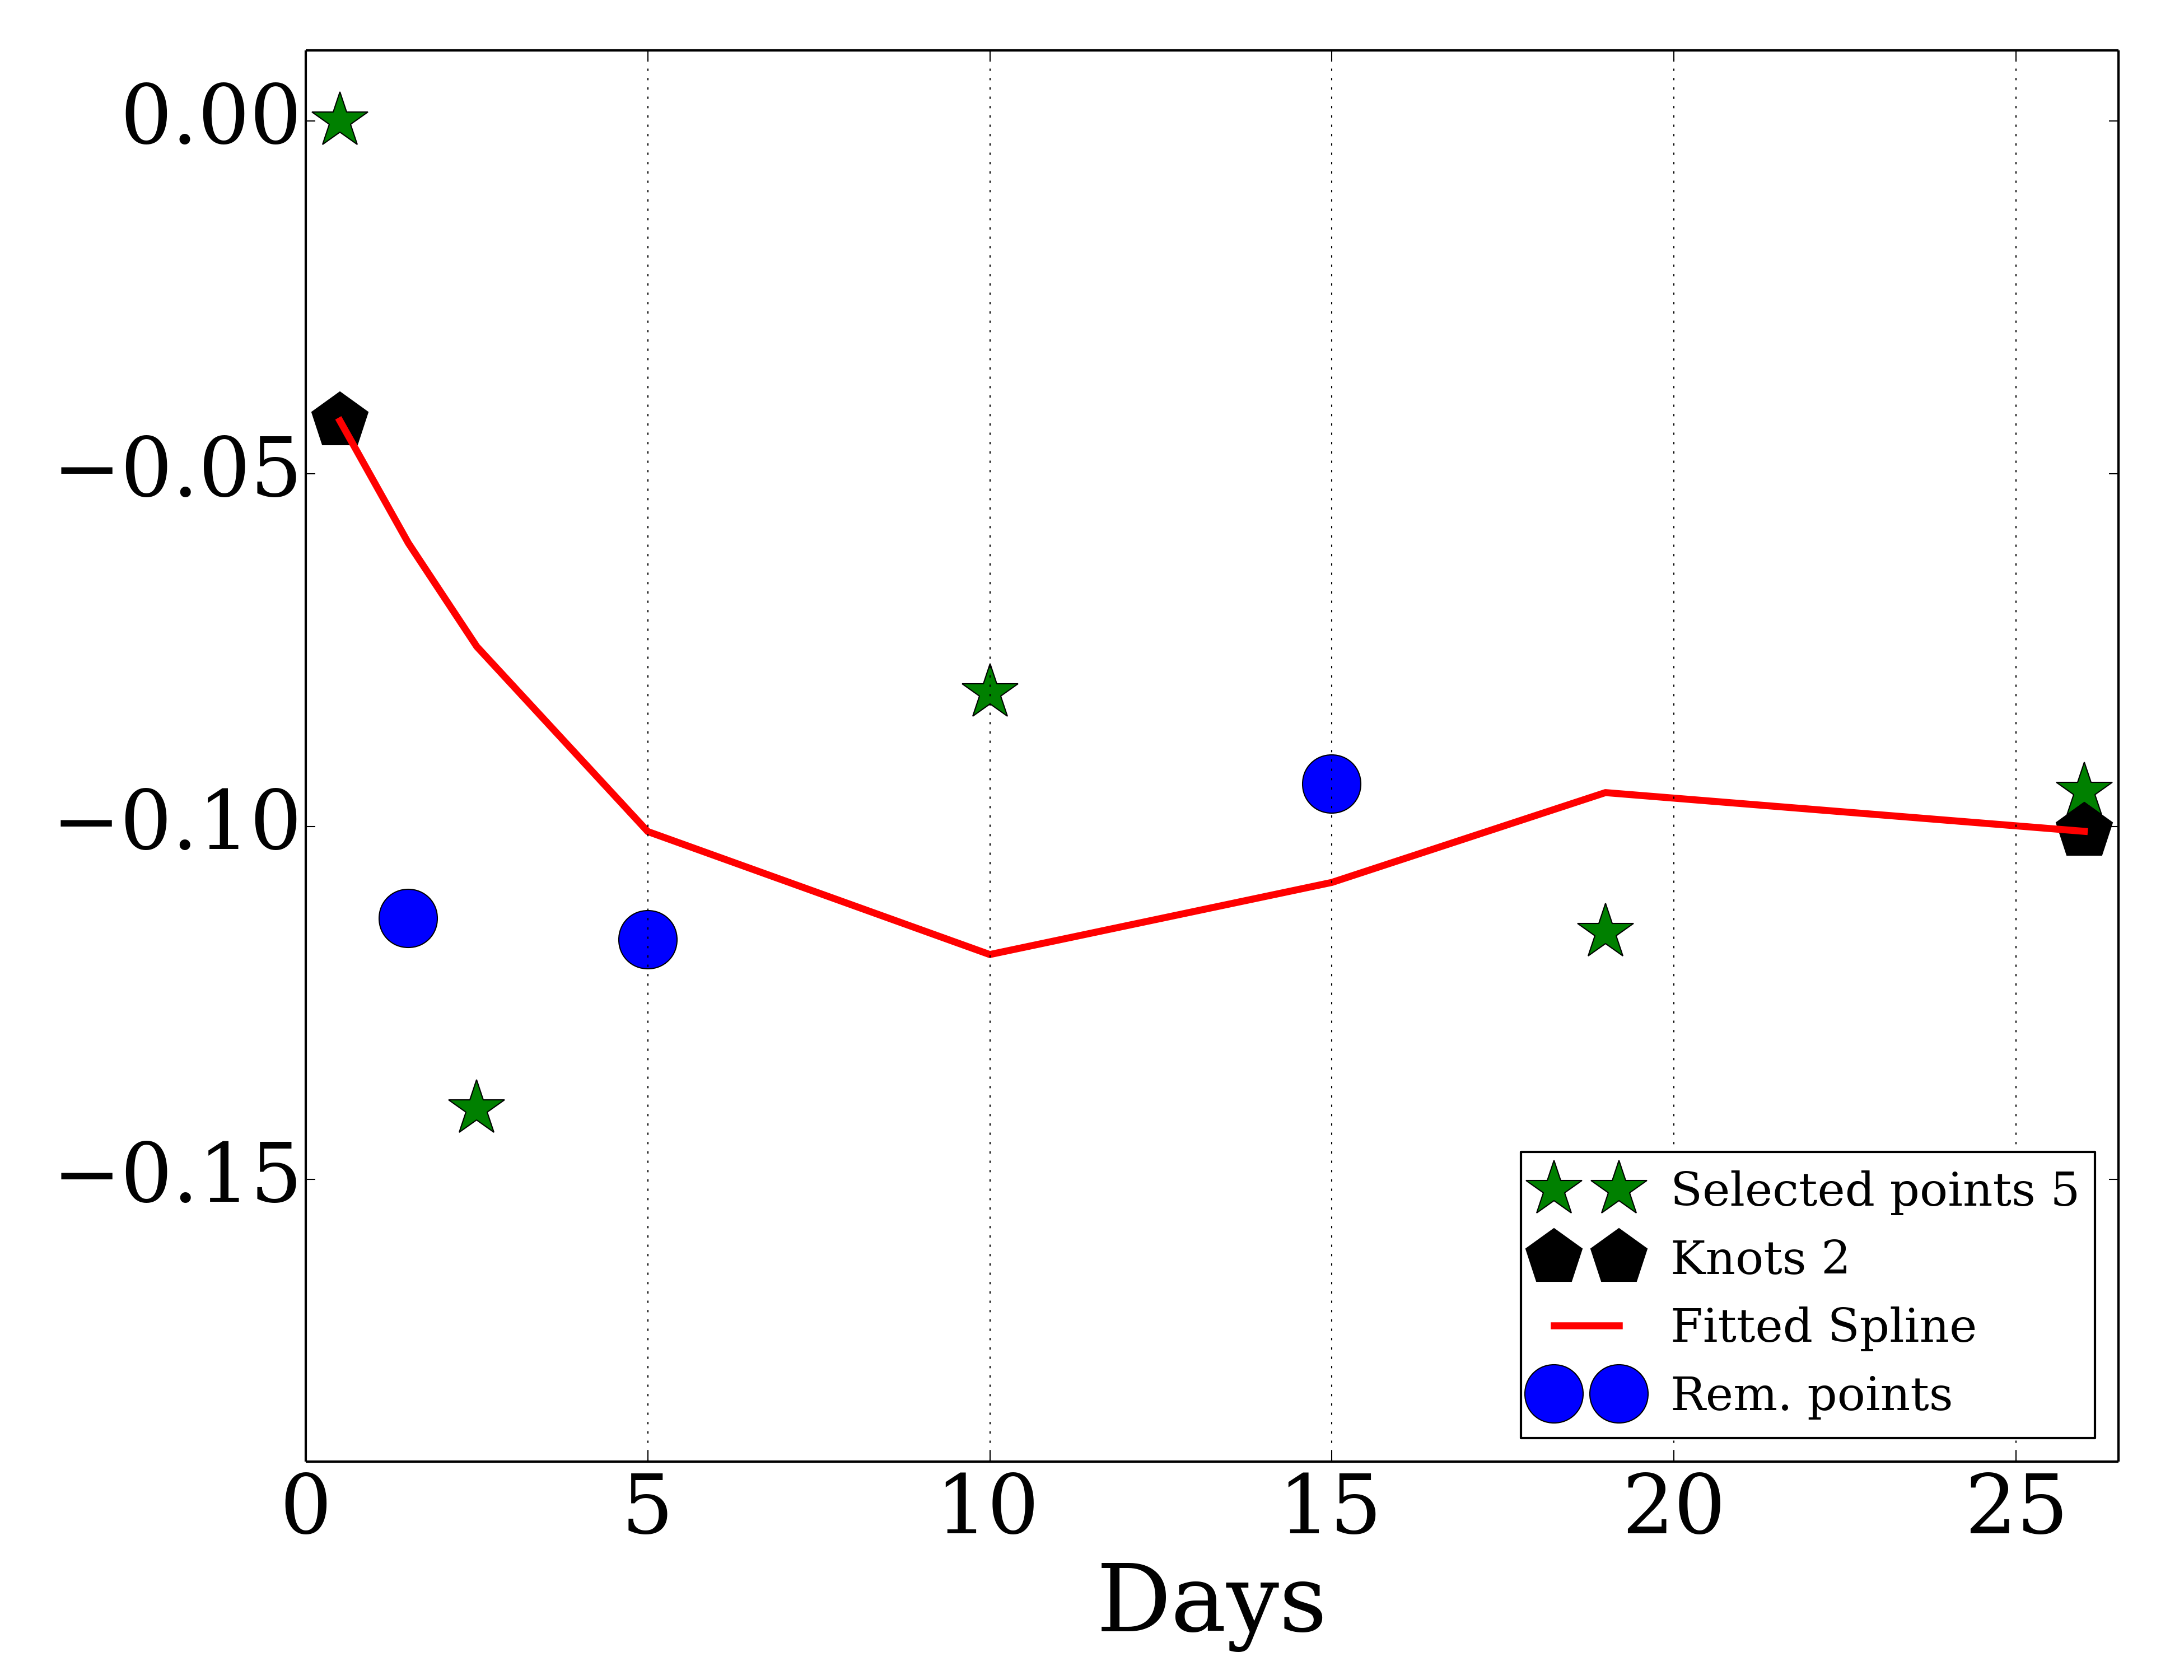 0.00
−0.05
−0.10
−0.15
Selected points 5
Knots 2
Fitted Spline
Rem. points
0 5 10 15 20 25
Days